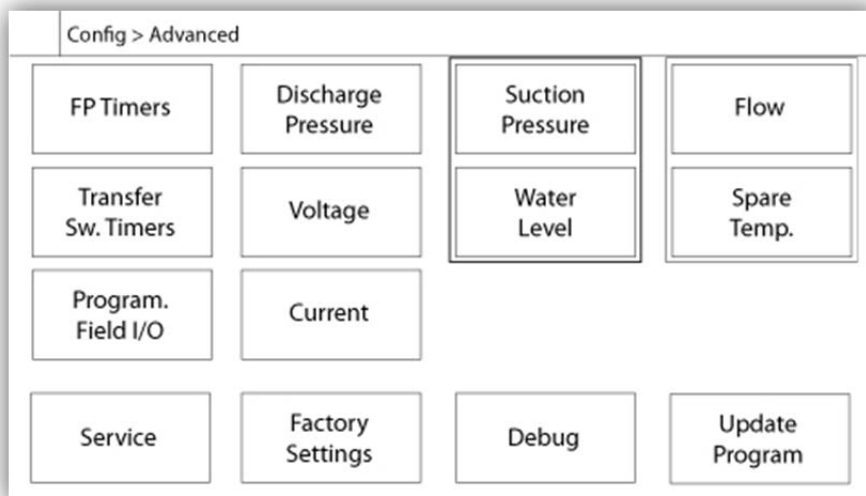 Config > Advanced
FP Timers
Discharge
Pressure
Suction
Pressure
Flow
Transfer
Sw. Timers
Voltage
Water
Level
Spare
Temp.
Program.
Field I/O
Current
Service
Factory
Settings
Debug
Update
Program